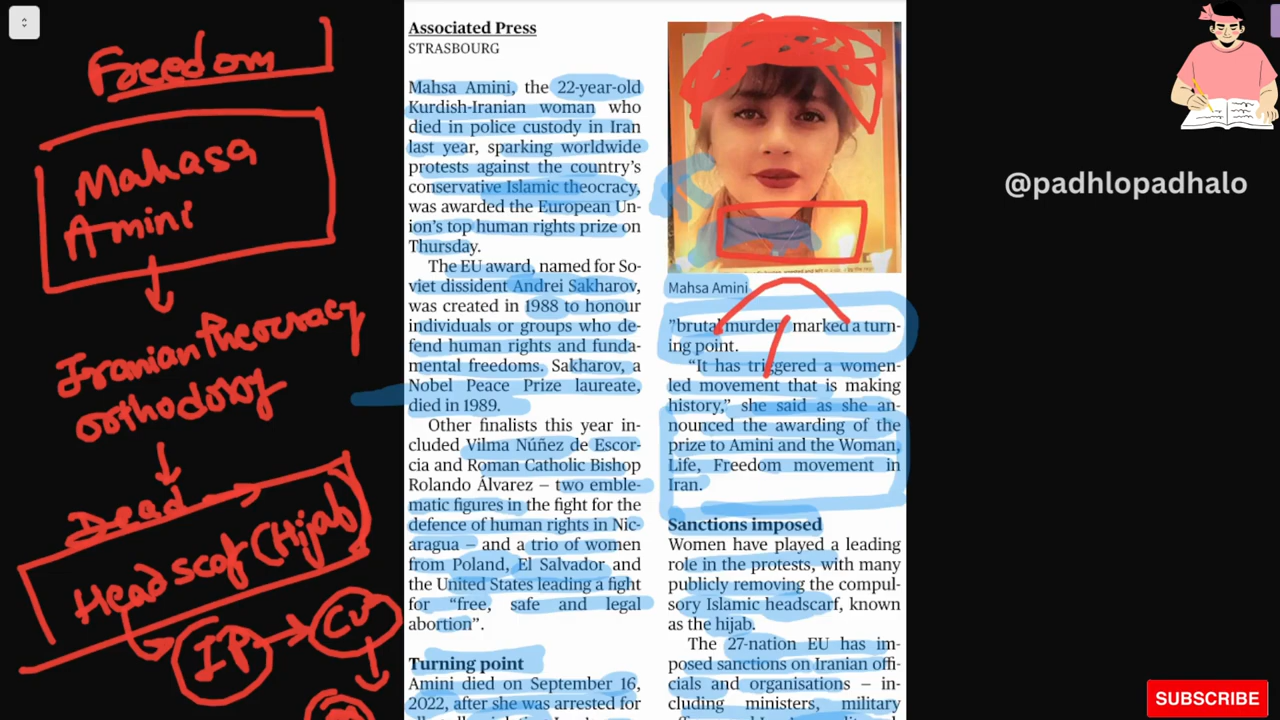 Freedom
Mahasa
Amini
Iranian Theocracy
orthodoxy
Dead
Headscof (Hijab)
IP
CU
Associated Press
STRASBOURG
Mahsa Amini, the 22-year-old
Kurdish-Iranian woman who
died in police custody in Iran
last year, sparking worldwide
protests against the country's
conservative Islamic theocracy,
was awarded the European Un-
ion's top human rights prize on
Thursday.
The EU award, named for So-
viet dissident Andrei Sakharov,
was created in 1988 to honour
individuals or groups who de-
fend human rights and funda-
mental freedoms. Sakharov, a
Nobel Peace Prize laureate,
died in 1989.
Other finalists this year in-
cluded Vilma Núñez de Escor-
cia and Roman Catholic Bishop
Rolando Álvarez – two emble-
matic figures in the fight for the
defence of human rights in Nic-
aragua – and a trio of women
from Poland, El Salvador and
the United States leading a fight
for “free, safe and legal
abortion”.
Turning point
Amini died on September 16,
2022, after she was arrested for
Mahsa Amini
”brutal murder” marked a turn-
ing point.
“It has triggered a women-
led movement that is making
history,” she said as she an-
nounced the awarding of the
prize to Amini and the Woman,
Life, Freedom movement in
Iran.
Sanctions imposed
Women have played a leading
role in the protests, with many
publicly removing the compul-
sory Islamic headscarf, known
as the hijab.
The 27-nation EU has im-
posed sanctions on Iranian offi-
cials and organisations – in-
cluding ministers, military
@padhlopadhalo
SUBSCRIBE